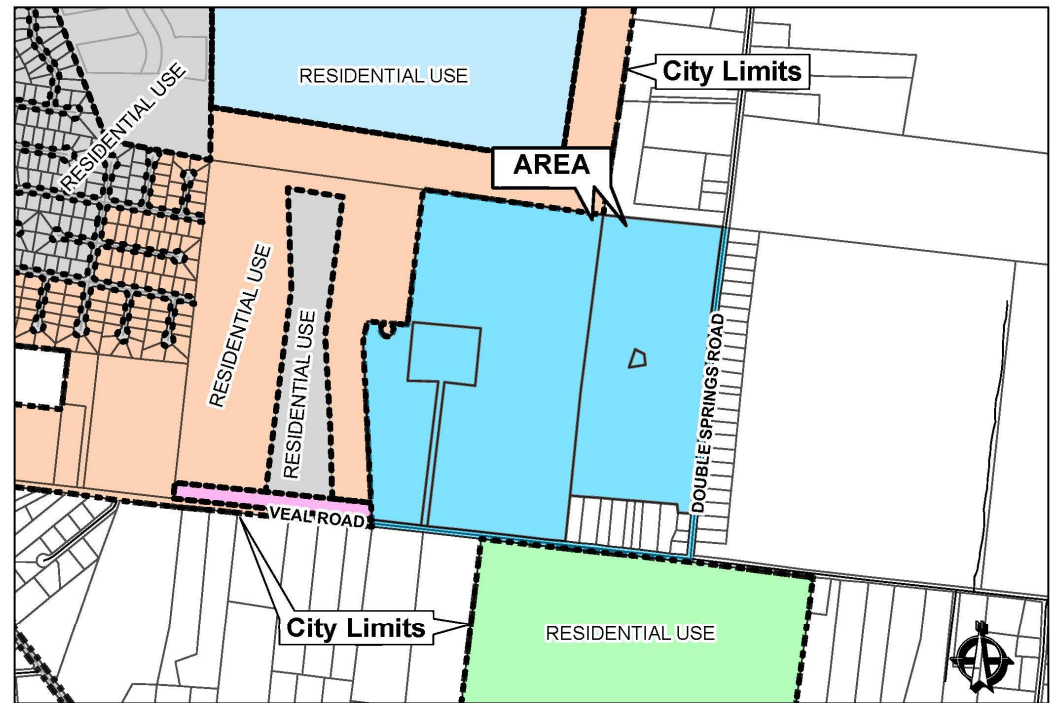 RESIDENTIAL USE
City Limits
RESIDENTIAL USE
AREA
RESIDENTIAL USE
RESIDENTIAL USE
DOUBLE SPRINGS ROAD
VEAL ROAD
City Limits
RESIDENTIAL USE